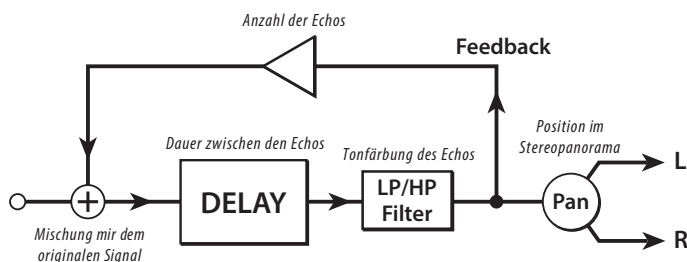 Anzahl der Echos
Feedback
Dauer zwischen den Echos
Tonfärbung des Echos
Position im
Stereopanorama
L
+
DELAY
LP/HP
Filter
Pan
R
Mischung mir dem
originalen Signal